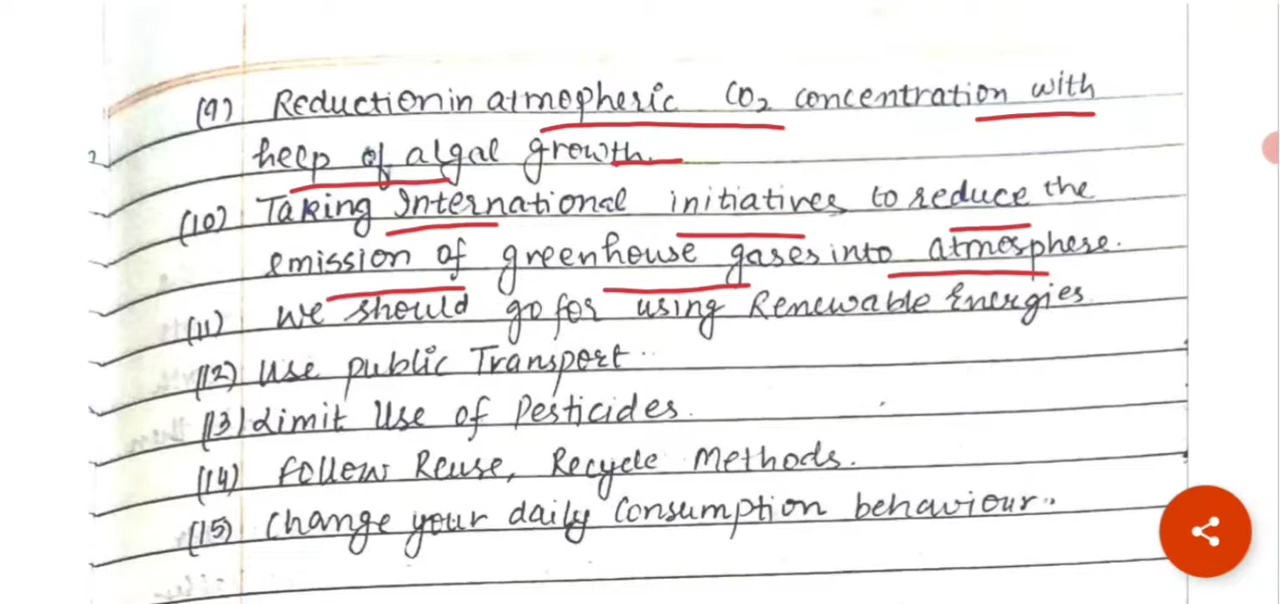 (9) Reduction in atmospheric CO2 concentration with
help of algal growth.
(10) Taking International initiatives to reduce the
emission of greenhouse gases into atmosphere.
(11) We should go for using Renewable Energies
(12) Use public Transport..
(13) Limit Use of Pesticides.
(14) Follow Reuse, Recycle Methods.
(15) Change your daily Consumption behaviour..